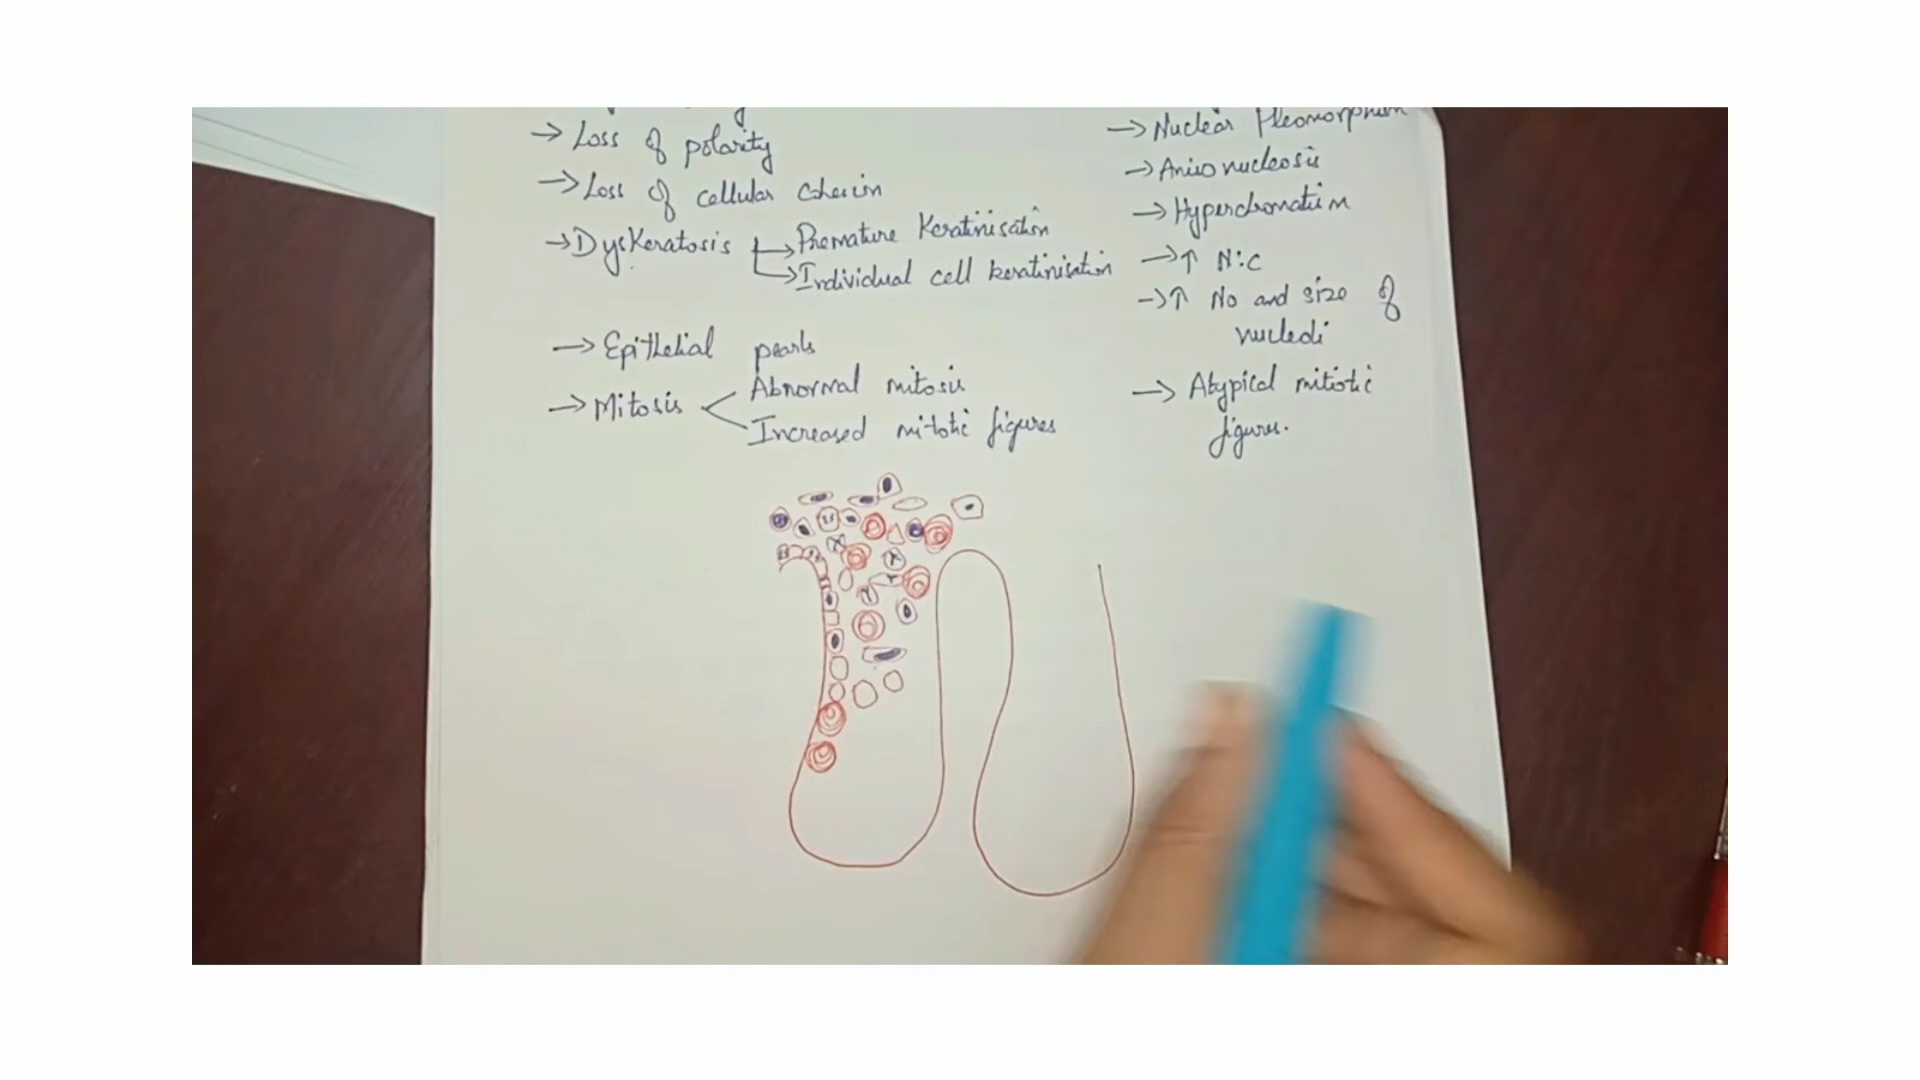 → Loss of polarity
→ Loss of cellular Cohesin
→ Dyskeratosis → Premature Keratinisation
→ Individual cell keratinisation
→ Epithelial pearls
→ Mitosis Abnormal mitosis
Increased mitotic figures
→ Nuclear Pleomorphism
→ Anisonucleosis
→ Hyperchromatism
→ ↑ N:C
→ ↑ No and size of
nucleoli
→ Atypical mitotic
figures.